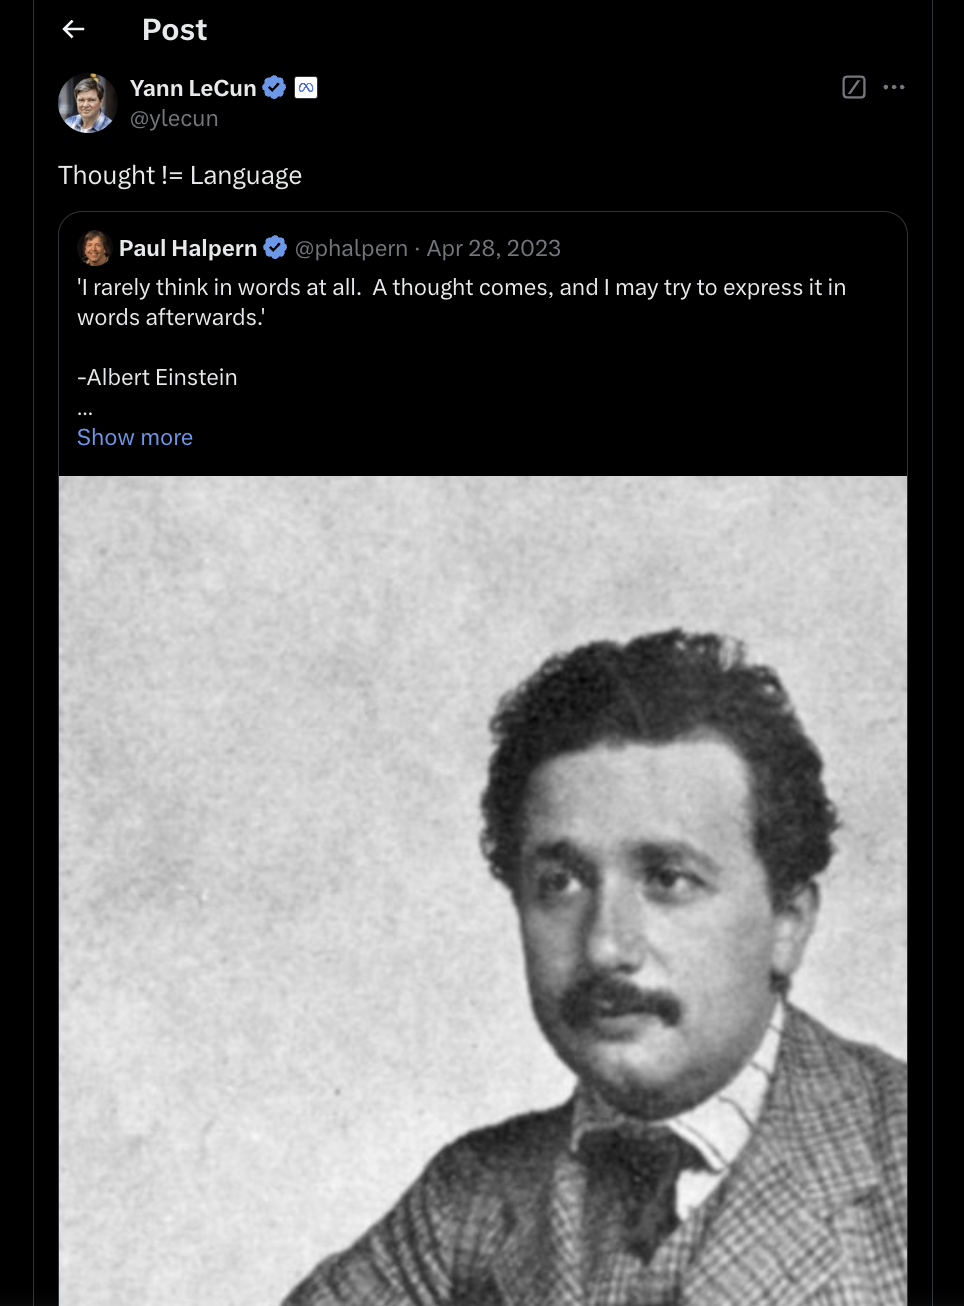 Post
Yann LeCun
@ylecun
Thought != Language
Paul Halpern @phalpern · Apr 28, 2023
'I rarely think in words at all.  A thought comes, and I may try to express it in
words afterwards.'
-Albert Einstein
...
Show more